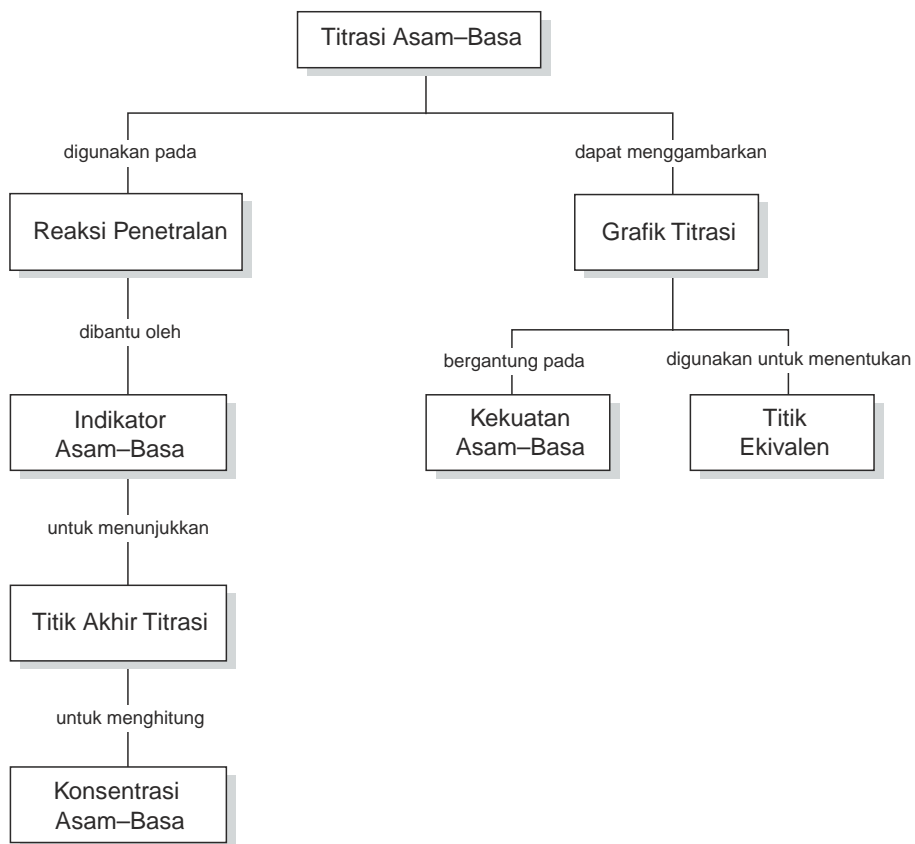 Titrasi Asam–Basa
digunakan pada
dapat menggambarkan
Reaksi Penetralan
Grafik Titrasi
dibantu oleh
bergantung pada
digunakan untuk menentukan
Indikator
Asam–Basa
Kekuatan
Asam–Basa
Titik
Ekivalen
untuk menunjukkan
Titik Akhir Titrasi
untuk menghitung
Konsentrasi
Asam–Basa